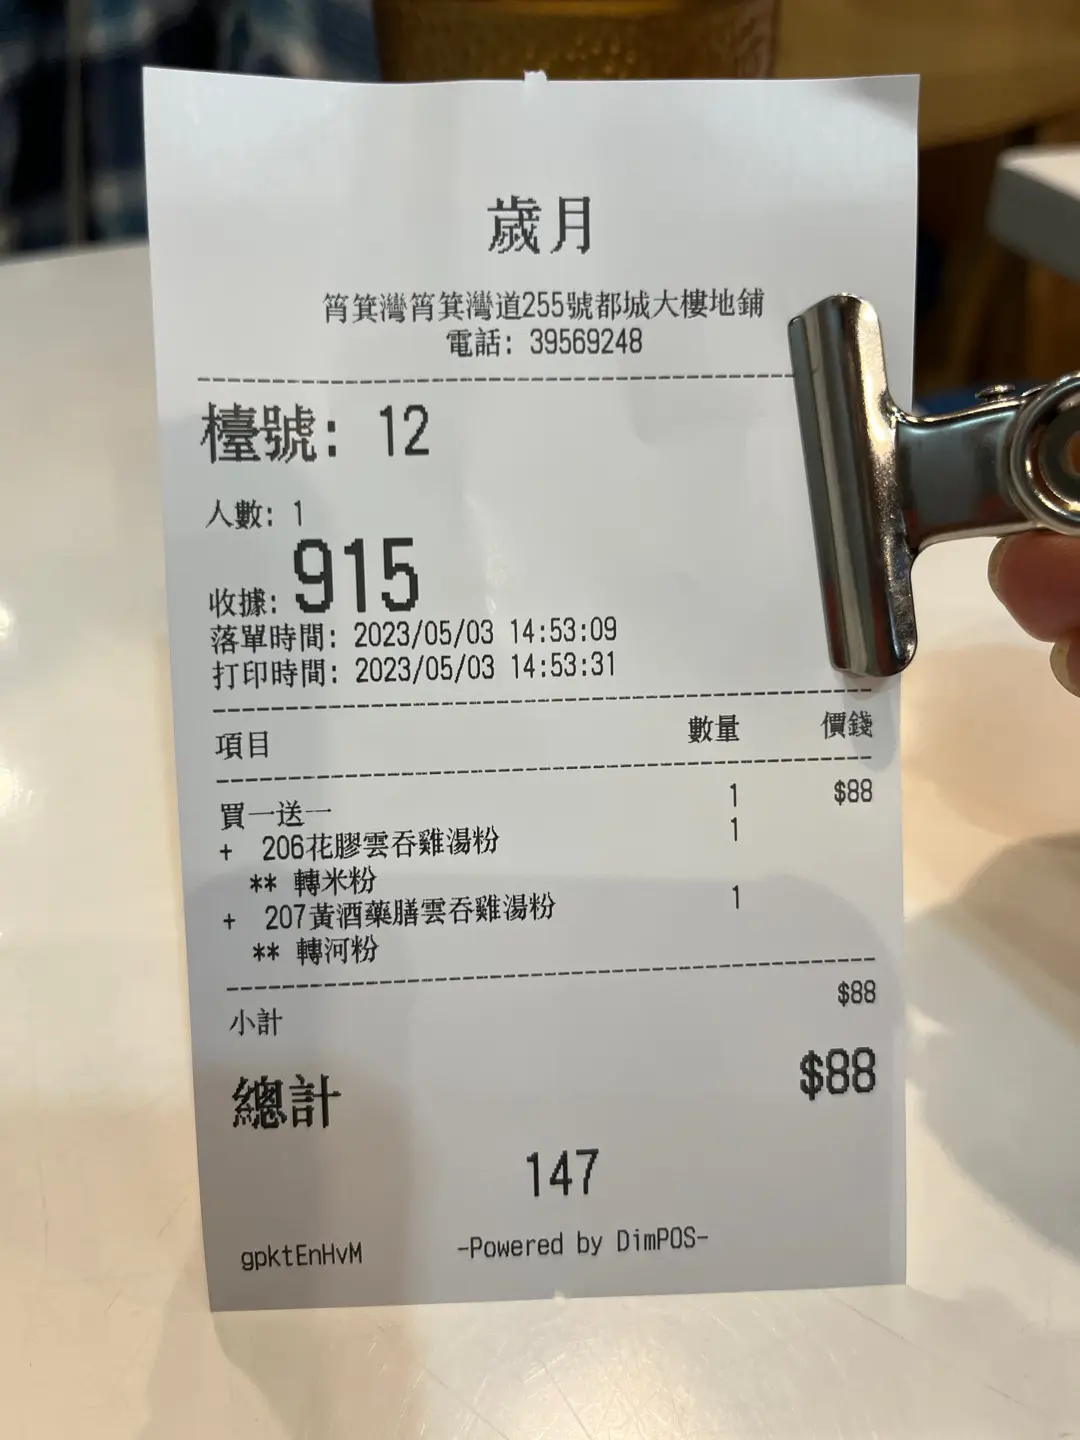 歲月
筲箕灣筲箕灣道255號都城大樓地鋪
電話: 39569248
檯號: 12
人數: 1
收據: 915
落單時間: 2023/05/03 14:53:09
打印時間: 2023/05/03 14:53:31
項目 數量 價錢
買一送一 1 $88
+ 206花膠雲吞雞湯粉 1
** 轉米粉
+ 207黃酒藥膳雲吞雞湯粉 1
** 轉河粉
小計 $88
總計 $88
147
gpktEnHvM -Powered by DimPOS-